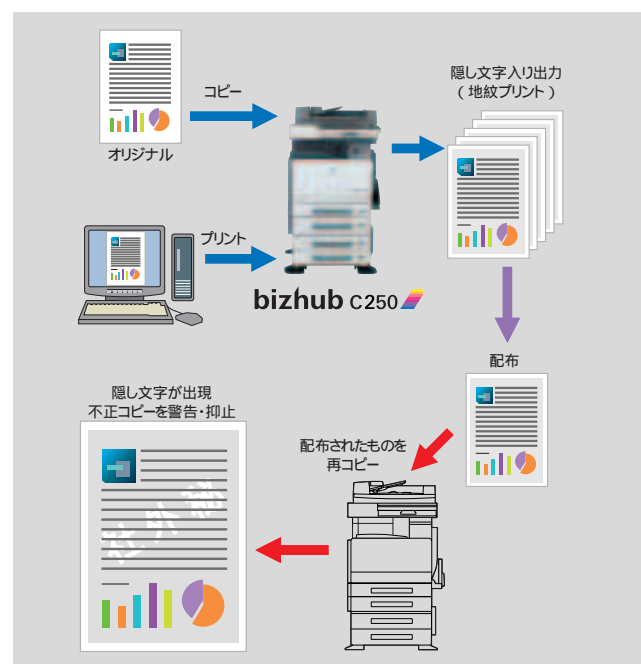 オリジナル
コピー
プリント
bizhub C250
隠し文字入り出力
( 地紋プリント )
配布
配布されたものを
再コピー
隠し文字が出現
不正コピーを警告・抑止
社外秘